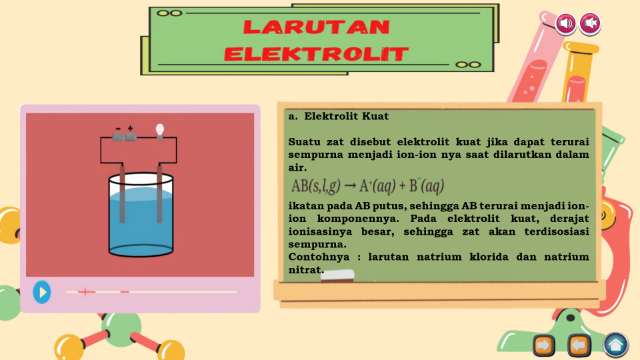 LARUTAN
ELEKTROLIT
- +
a. Elektrolit Kuat
Suatu zat disebut elektrolit kuat jika dapat terurai
sempurna menjadi ion-ion nya saat dilarutkan dalam
air.
AB(s,l,g) → A⁺(aq) + B⁻(aq)
ikatan pada AB putus, sehingga AB terurai menjadi ion-
ion komponennya. Pada elektrolit kuat, derajat
ionisasinya besar, sehingga zat akan terdisosiasi
sempurna.
Contohnya : larutan natrium klorida dan natrium
nitrat.